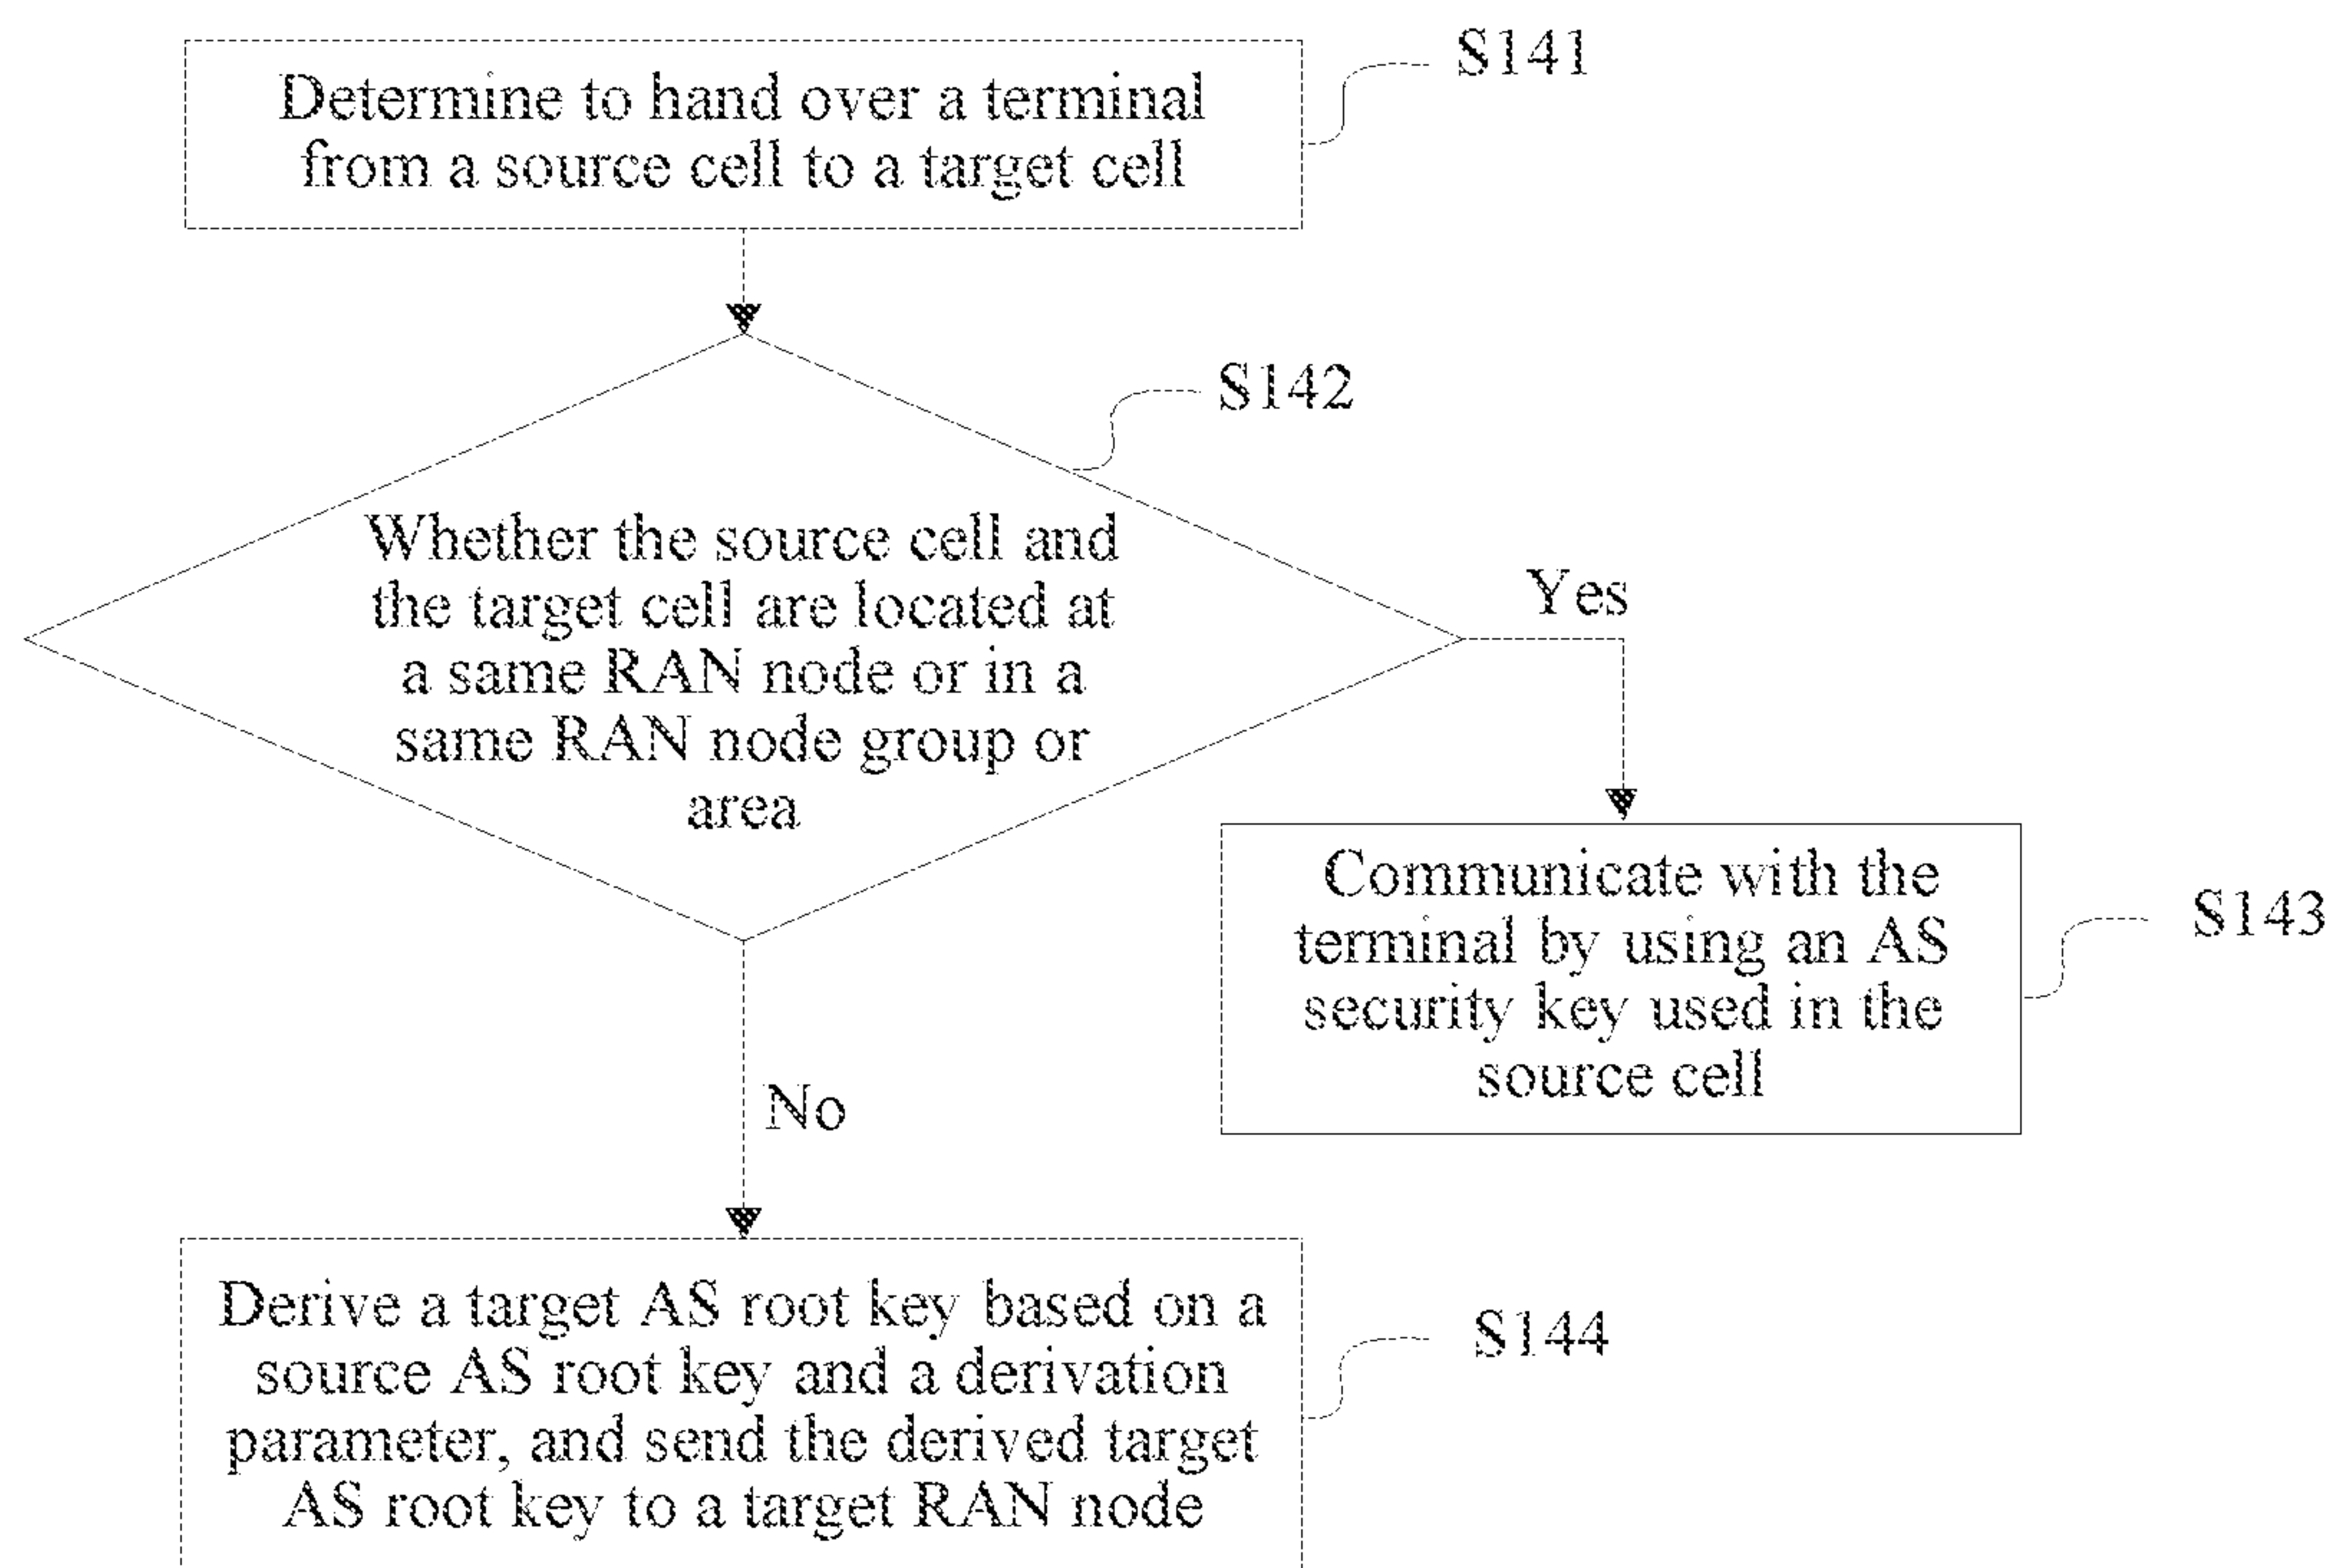 S141
Determine to hand over a terminal
from a source cell to a target cell
S142
Whether the source cell and
the target cell are located at
a same RAN node or in a
same RAN node group or
area
Yes
Communicate with the
terminal by using an AS
security key used in the
source cell
S143
No
Derive a target AS root key based on a
source AS root key and a derivation
parameter, and send the derived target
AS root key to a target RAN node
S144